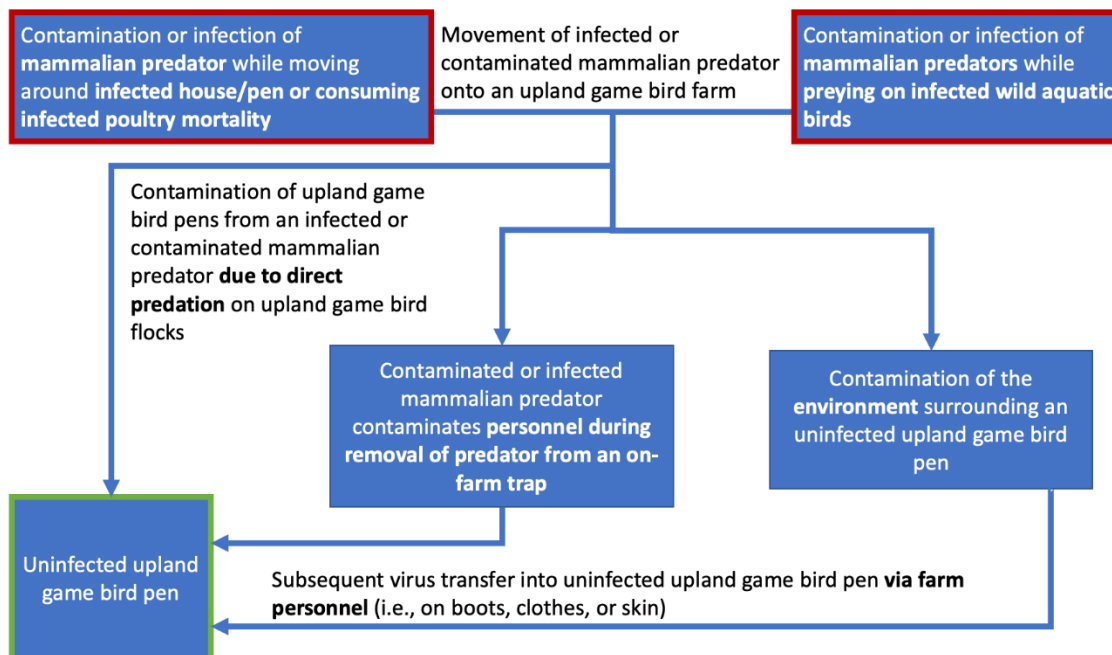 Contamination or infection of
mammalian predator while moving
around infected house/pen or consuming
infected poultry mortality
Movement of infected or
contaminated mammalian predator
onto an upland game bird farm
Contamination or infection of
mammalian predators while
preying on infected wild aquatic
birds
Contamination of upland game
bird pens from an infected or
contaminated mammalian
predator due to direct
predation on upland game bird
flocks
Contaminated or infected
mammalian predator
contaminates personnel during
removal of predator from an on-
farm trap
Contamination of the
environment surrounding an
uninfected upland game bird
pen
Uninfected upland
game bird pen
Subsequent virus transfer into uninfected upland game bird pen via farm
personnel (i.e., on boots, clothes, or skin)